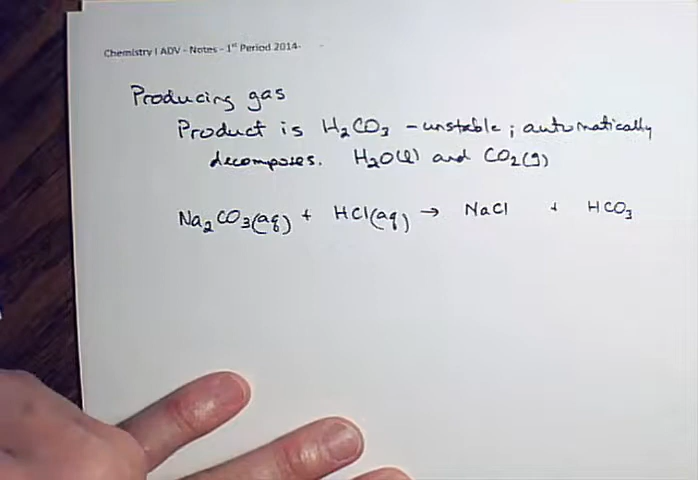 Chemistry I ADV - Notes - 1st Period 2014-
Producing gas
Product is H₂CO₃ - unstable; automatically
decomposes. H₂O(l) and CO₂(g)
Na₂CO₃(aq) + HCl(aq) → NaCl + HCO₃